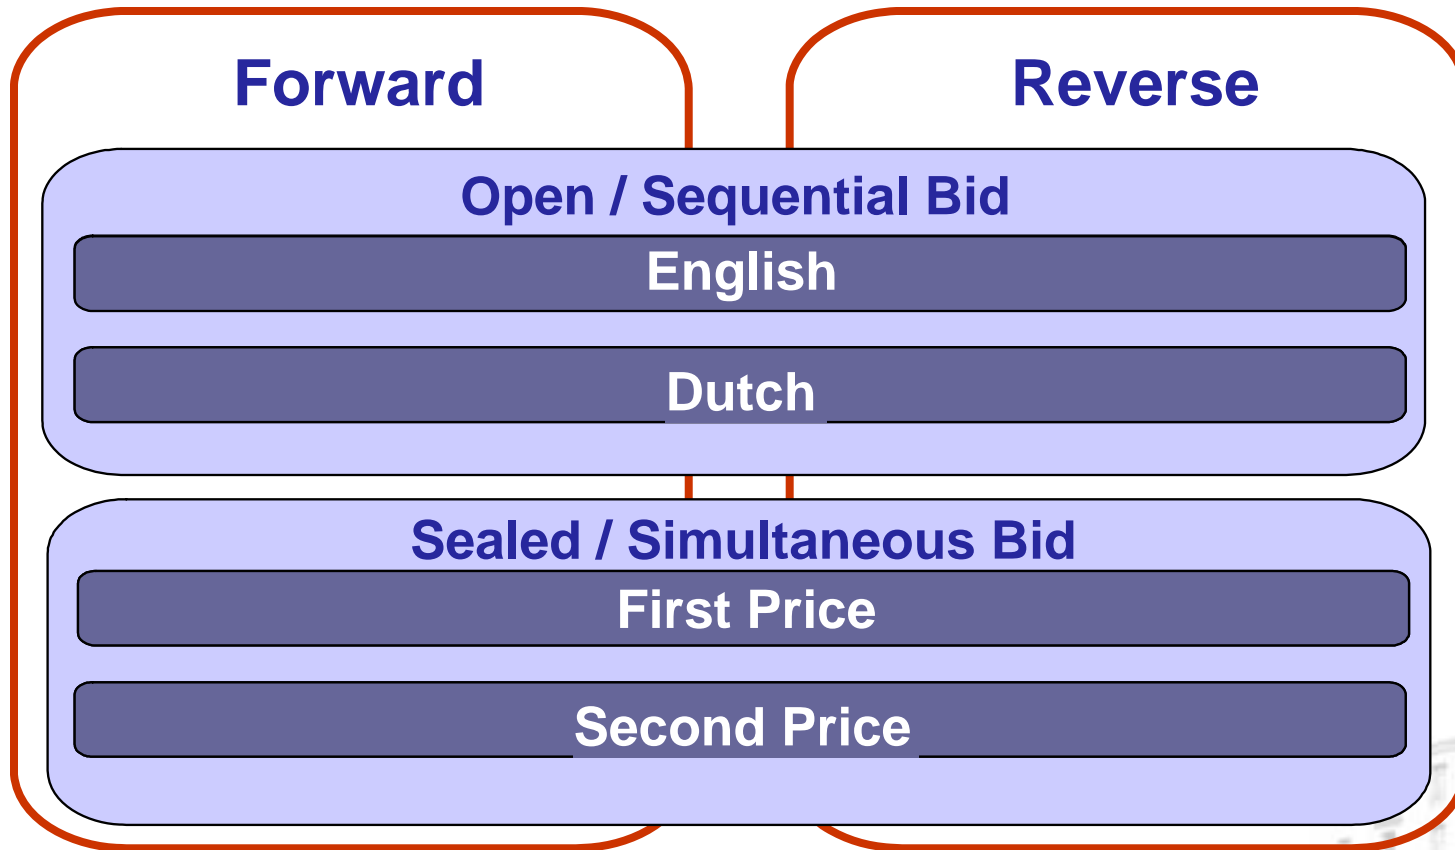 Forward
Reverse
Open / Sequential Bid
English
Dutch
Sealed / Simultaneous Bid
First Price
Second Price